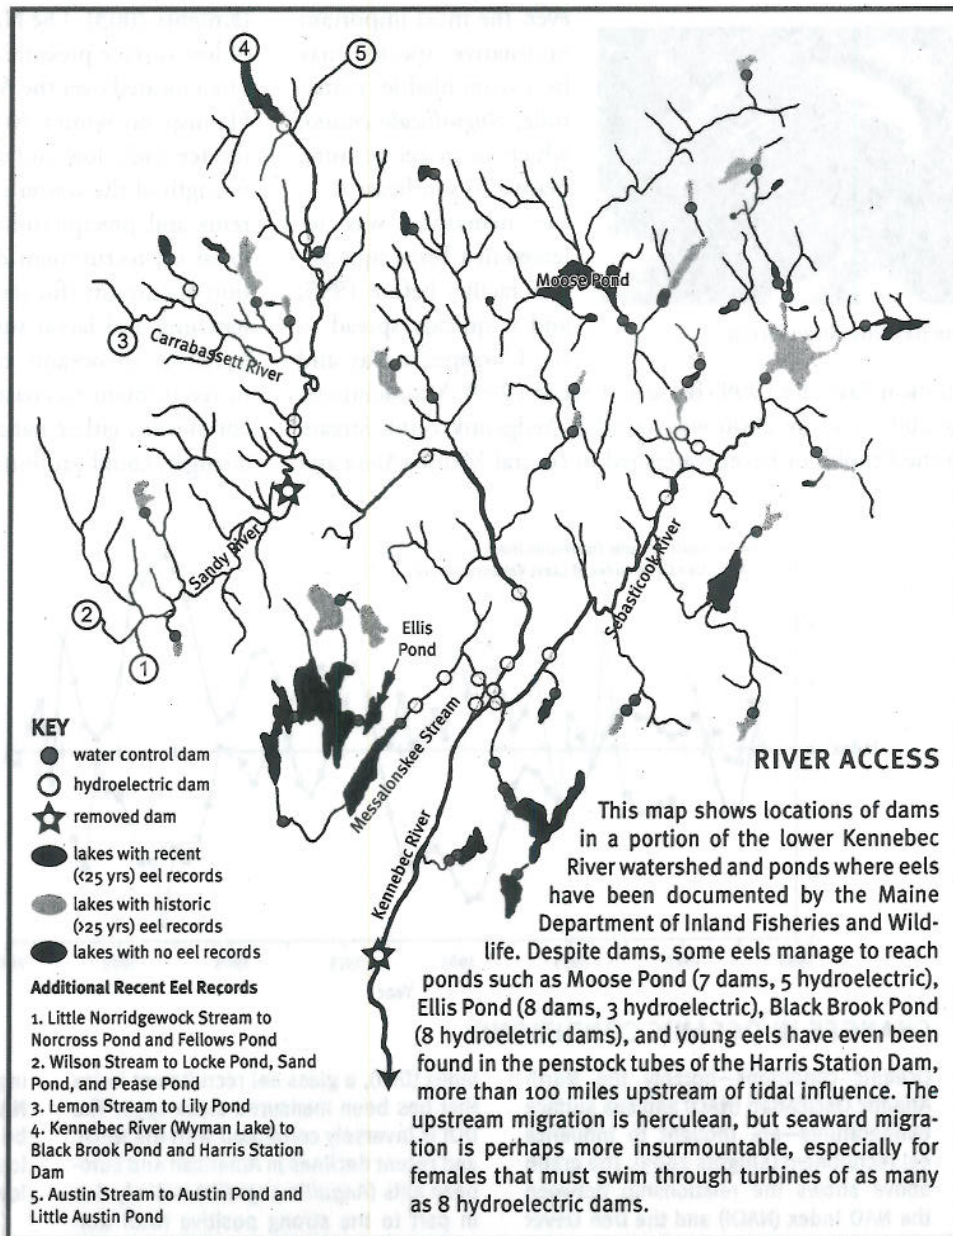 4
5
Moose Pond
3
Carrabassett River
Sandy River
Sebasticook River
2
1
Ellis
Pond
Messalonskee Stream
Kennebec River
KEY
water control dam
hydroelectric dam
removed dam
lakes with recent
(<25 yrs) eel records
lakes with historic
(>25 yrs) eel records
lakes with no eel records
Additional Recent Eel Records
1. Little Norridgewock Stream to
Norcross Pond and Fellows Pond
2. Wilson Stream to Locke Pond, Sand
Pond, and Pease Pond
3. Lemon Stream to Lily Pond
4. Kennebec River (Wyman Lake) to
Black Brook Pond and Harris Station
Dam
5. Austin Stream to Austin Pond and
Little Austin Pond
RIVER ACCESS
This map shows locations of dams
in a portion of the lower Kennebec
River watershed and ponds where eels
have been documented by the Maine
Department of Inland Fisheries and Wild-
life. Despite dams, some eels manage to reach
ponds such as Moose Pond (7 dams, 5 hydroelectric),
Ellis Pond (8 dams, 3 hydroelectric), Black Brook Pond
(8 hydroeletric dams), and young eels have even been
found in the penstock tubes of the Harris Station Dam,
more than 100 miles upstream of tidal influence. The
upstream migration is herculean, but seaward migra-
tion is perhaps more insurmountable, especially for
females that must swim through turbines of as many
as 8 hydroelectric dams.